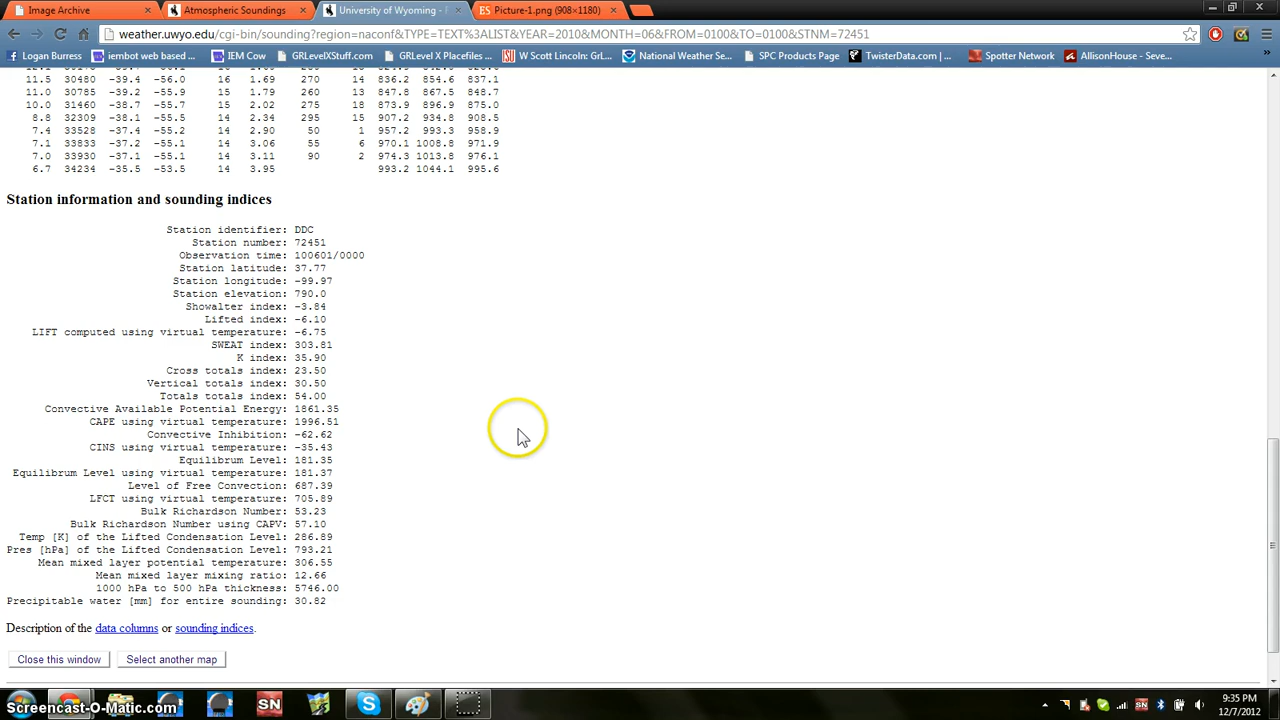 Image Archive
Atmospheric Soundings
University of Wyoming -
ES Picture-1.png (908×1180)
weather.uwyo.edu/cgi-bin/sounding?region=naconf&TYPE=TEXT%3ALIST&YEAR=2010&MONTH=06&FROM=0100&TO=0100&STNM=72451
Logan Burress iembot web based ... IEM Cow GRLevelXStuff.com GRLevel X Placefiles ... W Scott Lincoln: Gr... National Weather Se... SPC Products Page TwisterData.com | ... Spotter Network AllisonHouse - Seve...
11.5 30480 -39.4 -56.0 16 1.69 270 14 836.2 854.6 837.1
11.0 30785 -39.2 -55.9 15 1.79 260 13 847.8 867.5 848.7
10.0 31460 -38.7 -55.7 15 2.02 275 18 873.9 896.9 875.0
8.8 32309 -38.1 -55.5 14 2.34 295 15 907.2 934.8 908.5
7.4 33528 -37.4 -55.2 14 2.90 50 1 957.2 993.3 958.9
7.1 33833 -37.2 -55.1 14 3.06 55 6 970.1 1008.8 971.9
7.0 33930 -37.1 -55.1 14 3.11 90 2 974.3 1013.8 976.1
6.7 34234 -35.5 -53.5 14 3.95 993.2 1044.1 995.6
Station information and sounding indices
Station identifier: DDC
Station number: 72451
Observation time: 100601/0000
Station latitude: 37.77
Station longitude: -99.97
Station elevation: 790.0
Showalter index: -3.84
Lifted index: -6.10
LIFT computed using virtual temperature: -6.75
SWEAT index: 303.81
K index: 35.90
Cross totals index: 23.50
Vertical totals index: 30.50
Totals totals index: 54.00
Convective Available Potential Energy: 1861.35
CAPE using virtual temperature: 1996.51
Convective Inhibition: -62.62
CINS using virtual temperature: -35.43
Equilibrum Level: 181.35
Equilibrum Level using virtual temperature: 181.37
Level of Free Convection: 687.39
LFCT using virtual temperature: 705.89
Bulk Richardson Number: 53.23
Bulk Richardson Number using CAPV: 57.10
Temp [K] of the Lifted Condensation Level: 286.89
Pres [hPa] of the Lifted Condensation Level: 793.21
Mean mixed layer potential temperature: 306.55
Mean mixed layer mixing ratio: 12.66
1000 hPa to 500 hPa thickness: 5746.00
Precipitable water [mm] for entire sounding: 30.82
Description of the data columns or sounding indices.
Close this window Select another map
SN
SN
9:35 PM
12/7/2012
Screencast-O-Matic.com